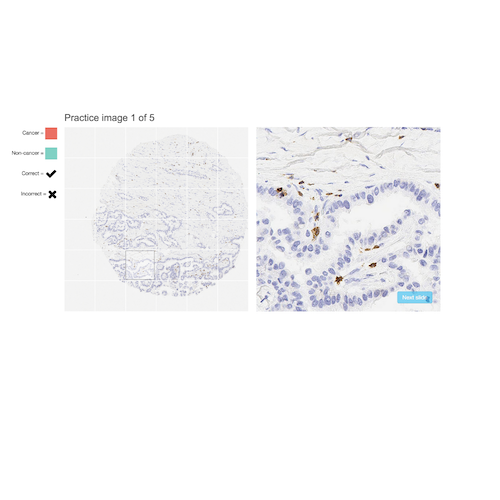 Practice image 1 of 5
Cancer =
Non-cancer =
Correct =
Incorrect =
Next slide